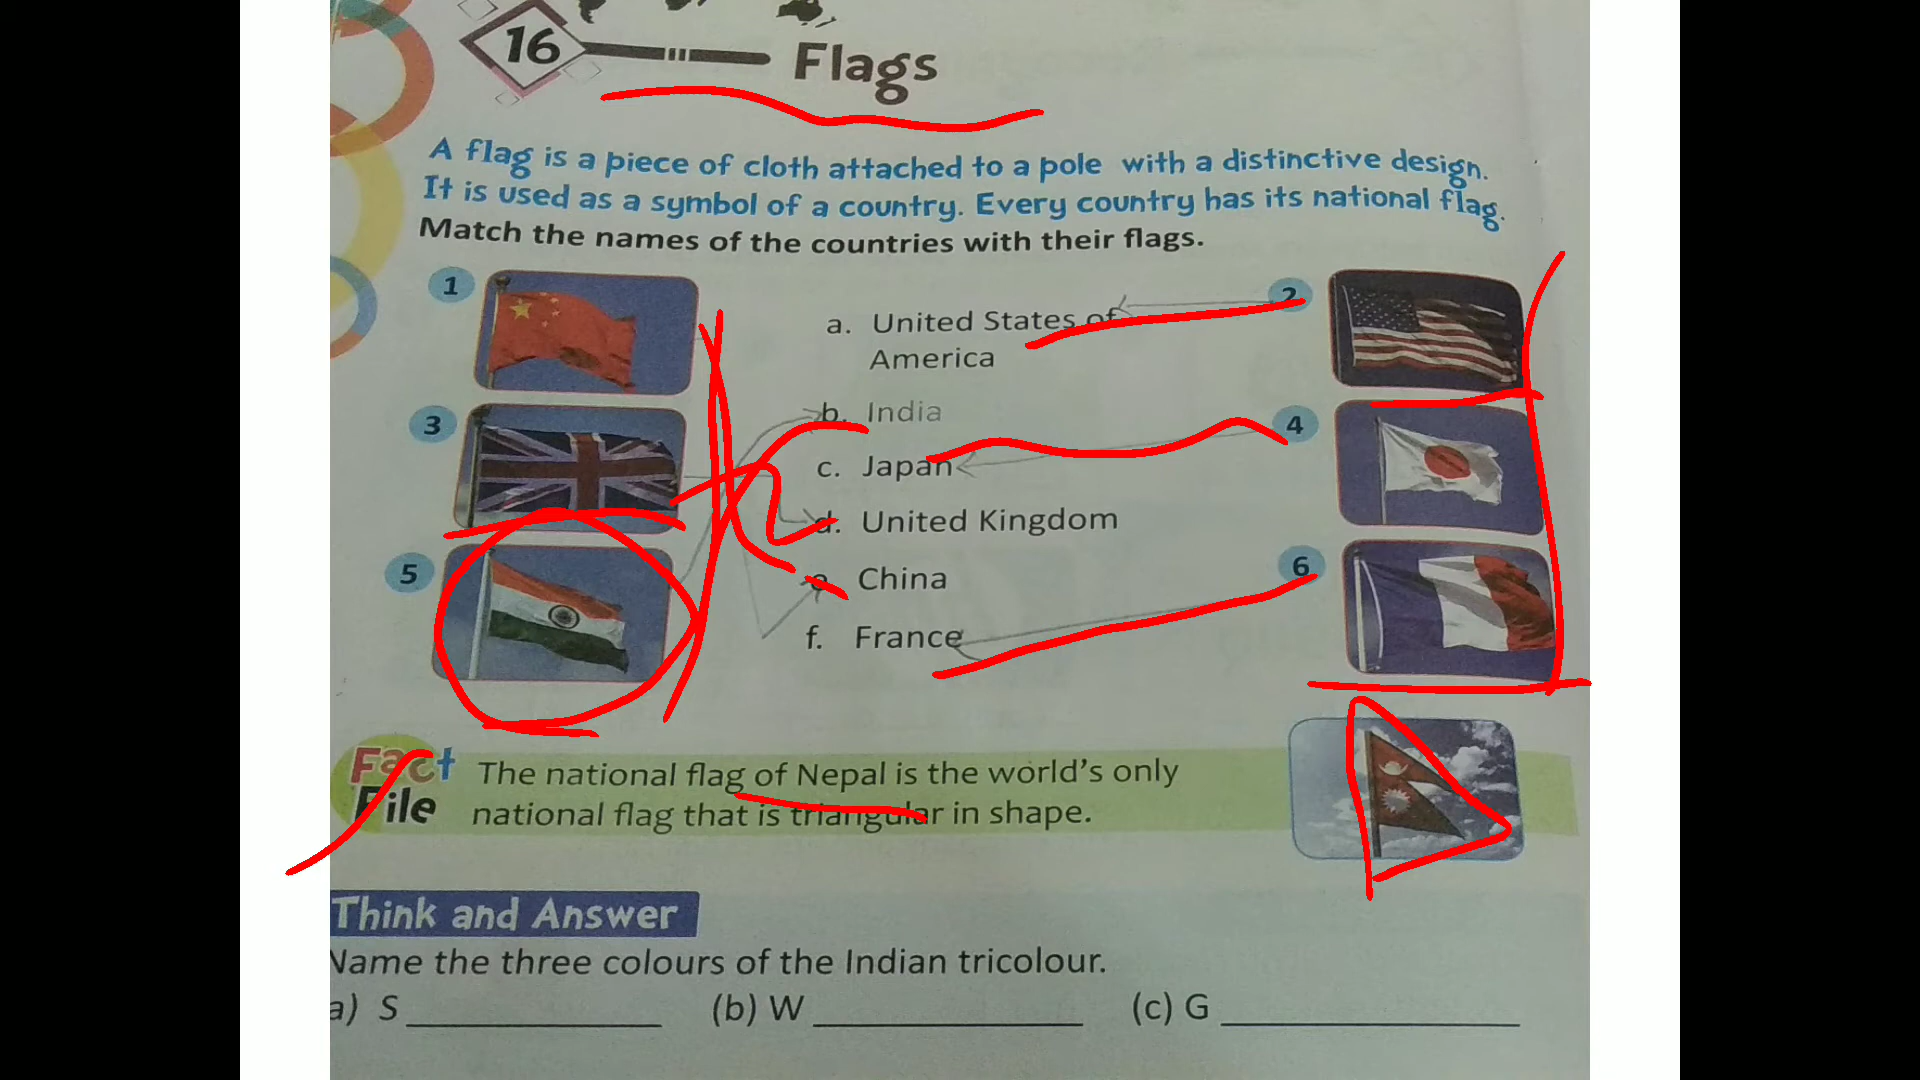 16 Flags
A flag is a piece of cloth attached to a pole with a distinctive design.
It is used as a symbol of a country. Every country has its national flag.
Match the names of the countries with their flags.
1
2
a. United States of
America
b. India
3
4
c. Japan
d. United Kingdom
5
6
e. China
f. France
Fact
File
The national flag of Nepal is the world's only
national flag that is triangular in shape.
Think and Answer
Name the three colours of the Indian tricolour.
a) S__________ (b) W__________ (c) G__________